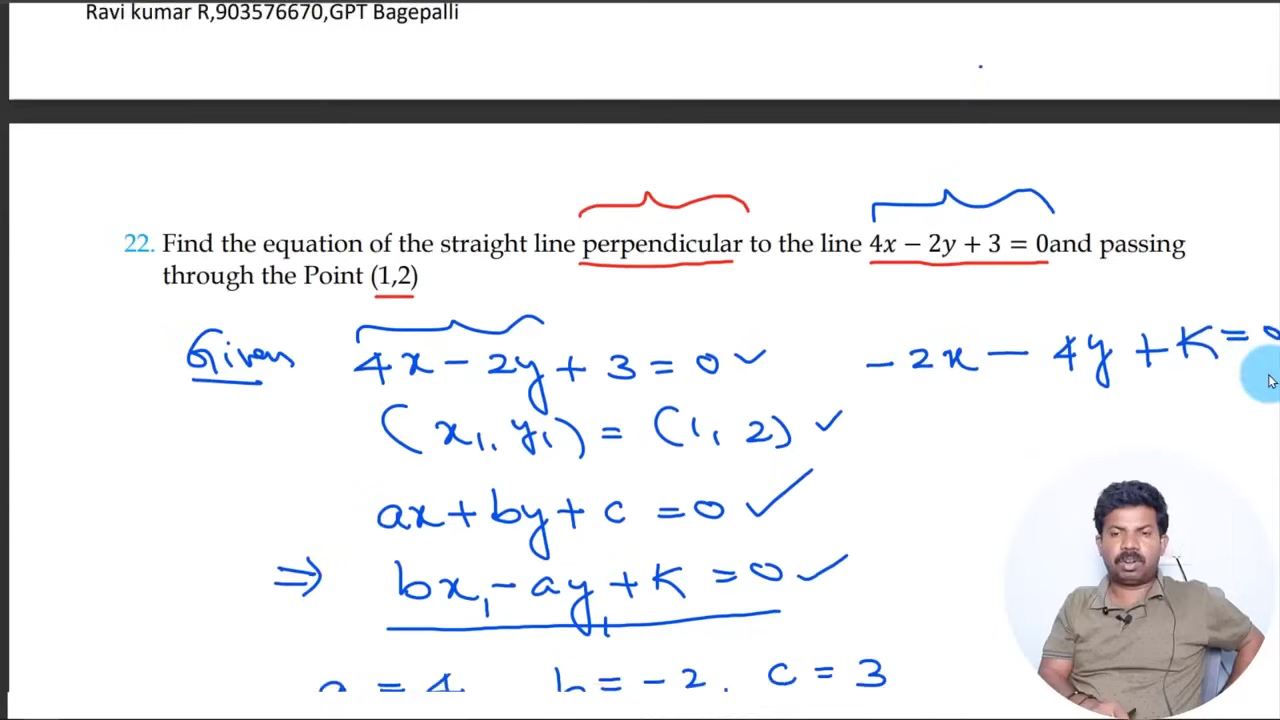 Ravi kumar R,903576670,GPT Bagepalli
22. Find the equation of the straight line perpendicular to the line 4x − 2y + 3 = 0and passing
through the Point (1,2)
Given 4x − 2y + 3 = 0 ✓ -2x − 4y + K = 0
(x₁, y₁) = (1, 2) ✓
ax + by + c = 0 ✓
⇒ bx₁ − ay₁ + K = 0 ✓
a = 4 b = −2, c = 3